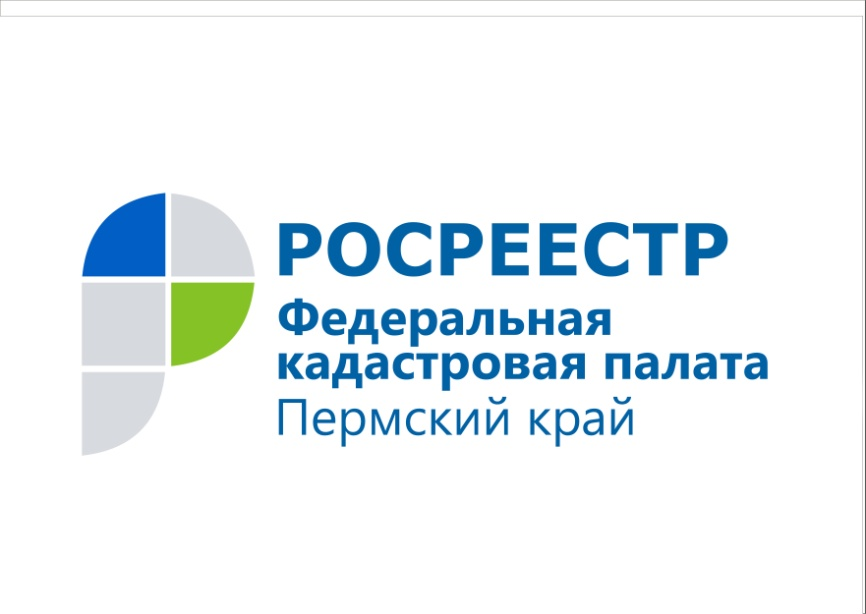 РОСРЕЕСТР
Федеральная
кадастровая палата
Пермский край